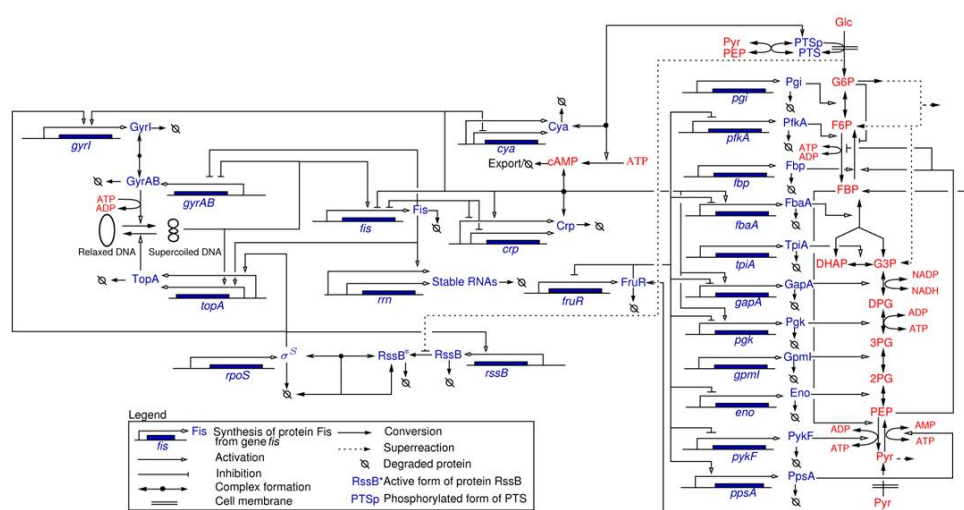 Glc
Pyr
PEP
PTSp
PTS
Pgi
G6P
pgi
GyrI
gyrI
Cya
cya
PfkA
F6P
pfkA
ATP
ADP
Export/
cAMP
ATP
GyrAB
gyrAB
Fbp
fbp
FBP
ATP
ADP
Fis
fis
Crp
crp
FbaA
fbaA
Relaxed DNA
Supercoiled DNA
TpiA
tpiA
DHAP
G3P
TopA
topA
Stable RNAs
rrn
FruR
fruR
GapA
gapA
NADP
NADH
DPG
Pgk
pgk
ADP
ATP
3PG
σS
rpoS
RssB*
RssB
rssB
GpmI
gpmI
2PG
Eno
eno
PEP
ADP
ATP
AMP
ATP
PykF
pykF
Pyr
PpsA
ppsA
Pyr
Legend
Fis
fis
Synthesis of protein Fis
from gene fis
Activation
Inhibition
Complex formation
Cell membrane
Conversion
Superreaction
Degraded protein
RssB* Active form of protein RssB
PTSp Phosphorylated form of PTS